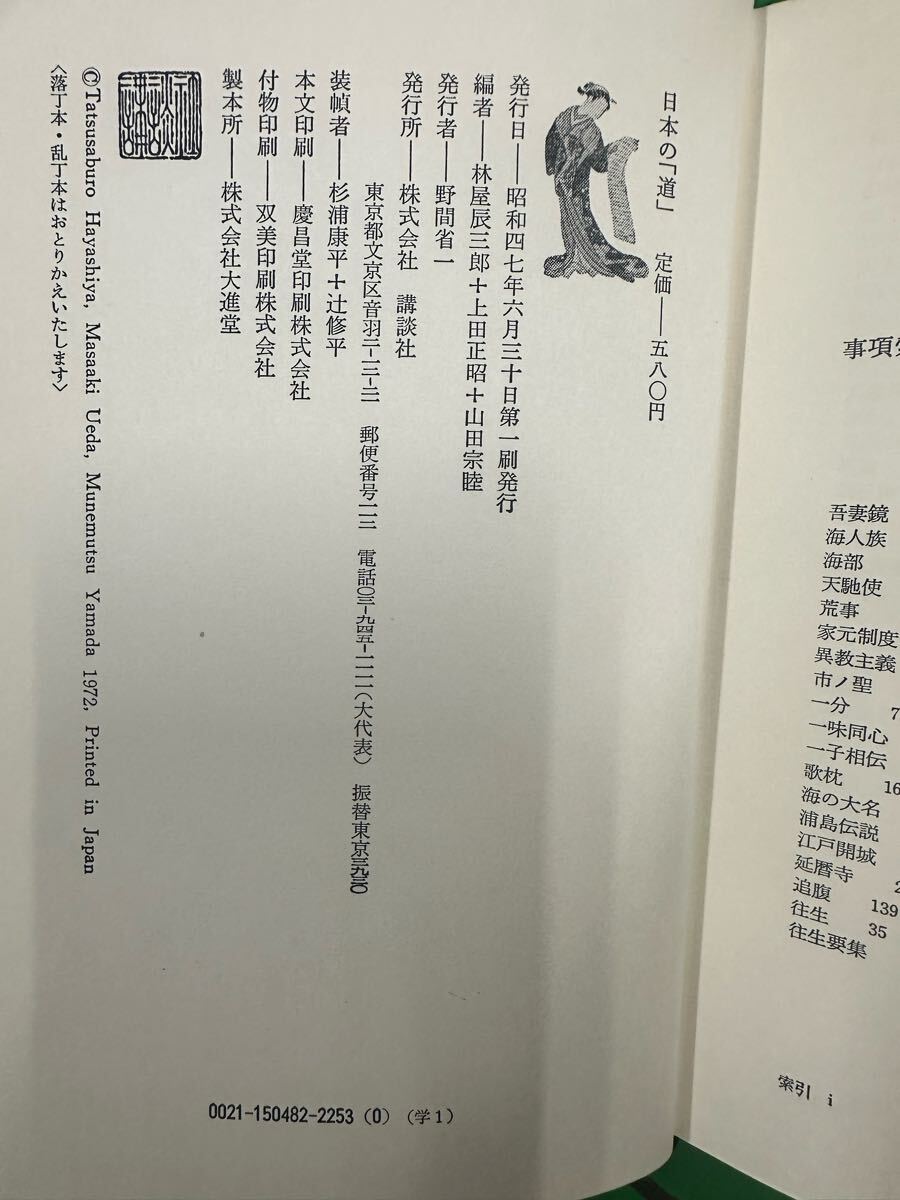 日本の「道」 定価——五八〇円
発行日——昭和四七年六月三十日第一刷発行
編者——林屋辰三郎＋上田正昭＋山田宗睦
発行者——野間省一
発行所——株式会社 講談社
東京都文京区音羽二-一二-二一 郵便番号一一二 電話〇三-九四五-一一一一（大代表） 振替東京三九三〇
装幀者——杉浦康平＋辻修平
本文印刷——慶昌堂印刷株式会社
付物印刷——双美印刷株式会社
製本所——株式会社大進堂
©Tatsusaburo Hayashiya, Masaaki Ueda, Munemutsu Yamada 1972, Printed in Japan
〈落丁本・乱丁本はおとりかえいたします〉
0021-150482-2253 (0) (学1)
事項索
吾妻鏡
海人族
海部
天馳使
荒事
家元制度
異教主義
市ノ聖
一分 7
一味同心
一子相伝
歌枕 16
海の大名
浦島伝説
江戸開城
延暦寺 2
追腹 139
往生 35
往生要集
索引 i